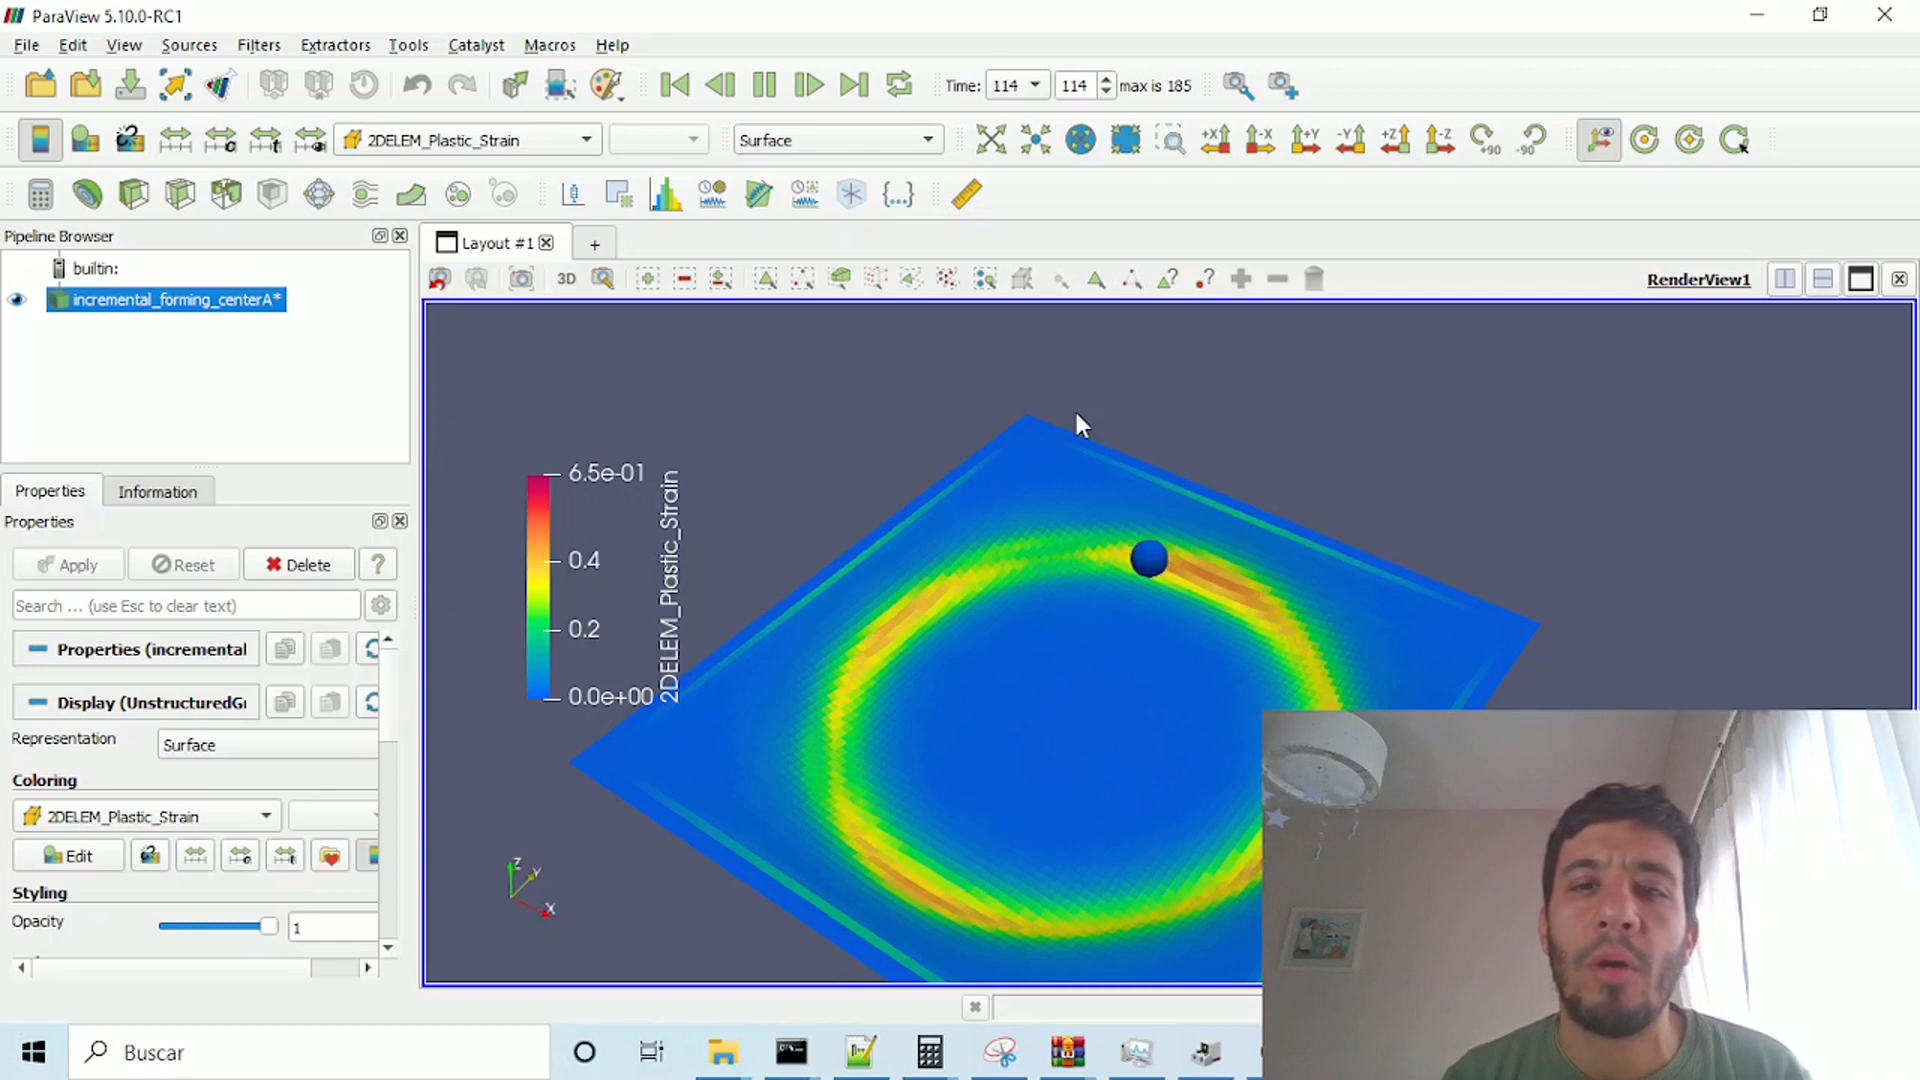 ParaView 5.10.0-RC1
File Edit View Sources Filters Extractors Tools Catalyst Macros Help
Time: 114 114 max is 185
2DELEM_Plastic_Strain Surface +X -X +Y -Y +Z -Z +90 -90
Pipeline Browser
Layout #1 +
builtin:
3D RenderView1
incremental_forming_centerA*
Properties Information
Properties
Apply Reset Delete ?
Search ... (use Esc to clear text)
Properties (incremental
Display (UnstructuredGr
Representation Surface
Coloring
2DELEM_Plastic_Strain
Edit
Styling
Opacity 1
6.5e-01
0.4
0.2
0.0e+00
2DELEM_Plastic_Strain
Z
Y
X
Buscar